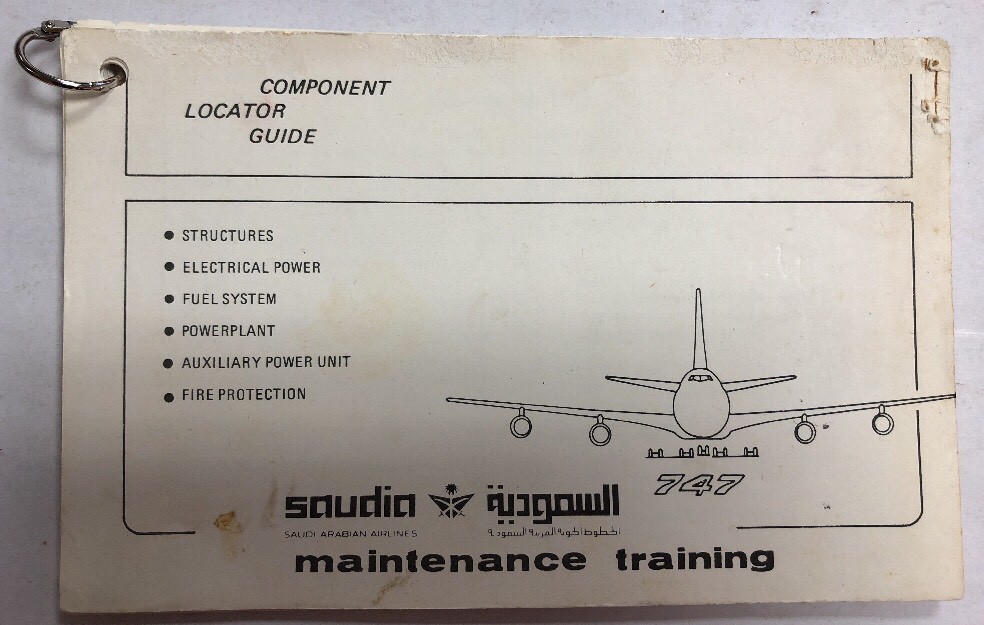 COMPONENT
LOCATOR
GUIDE
● STRUCTURES
● ELECTRICAL POWER
● FUEL SYSTEM
● POWERPLANT
● AUXILIARY POWER UNIT
● FIRE PROTECTION
747
saudia السعودية
SAUDI ARABIAN AIRLINES الخطوط الجوية العربية السعودية
maintenance training